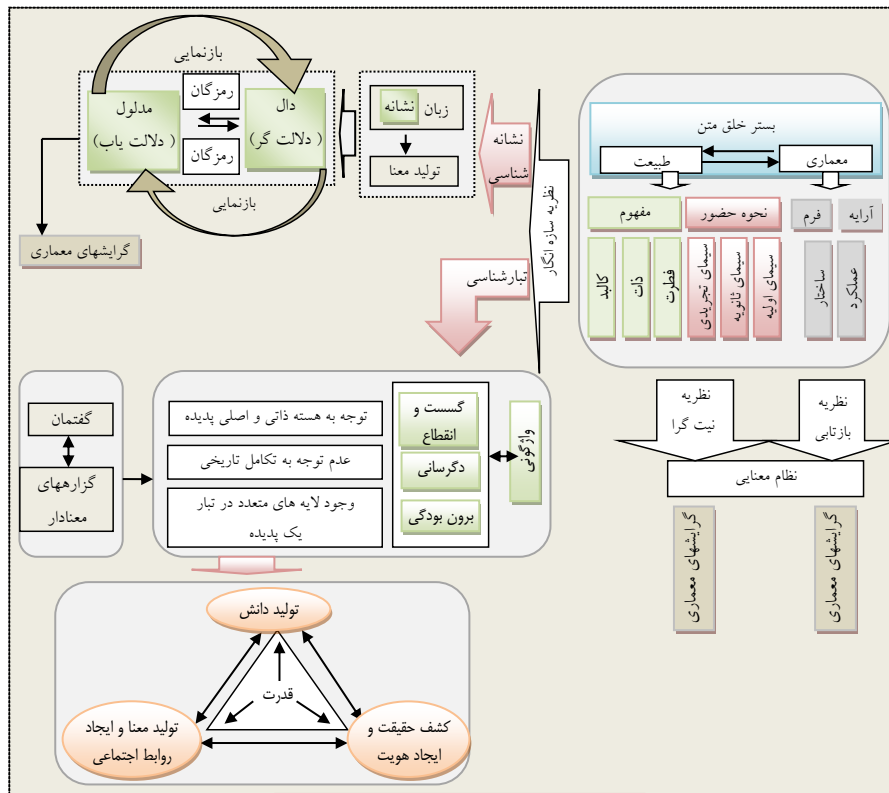 بستر خلق متن
معماری
طبیعت
آرایه
فرم
نحوه حضور
مفهوم
عملکرد
ساختار
سیمای اولیه
سیمای ثانویه
سیمای تجریدی
فطرت
ذات
کالبد
نظریه
بازتابی
نظریه
نیت گرا
نظام معنایی
گرایشهای معماری
گرایشهای معماری
نظریه سازه انگار
نشانه
شناسی
تبارشناسی
زبان
نشانه
تولید معنا
بازنمایی
دال
( دلالت گر)
رمزگان
رمزگان
مدلول
( دلالت یاب)
بازنمایی
گرایشهای معماری
واژگونی
گسست و
انقطاع
دگرسانی
برون بودگی
توجه به هسته ذاتی و اصلی پدیده
عدم توجه به تکامل تاریخی
وجود لایه های متعدد در تبار
یک پدیده
گفتمان
گزارههای
معنادار
تولید دانش
قدرت
کشف حقیقت و
ایجاد هویت
تولید معنا و ایجاد
روابط اجتماعی